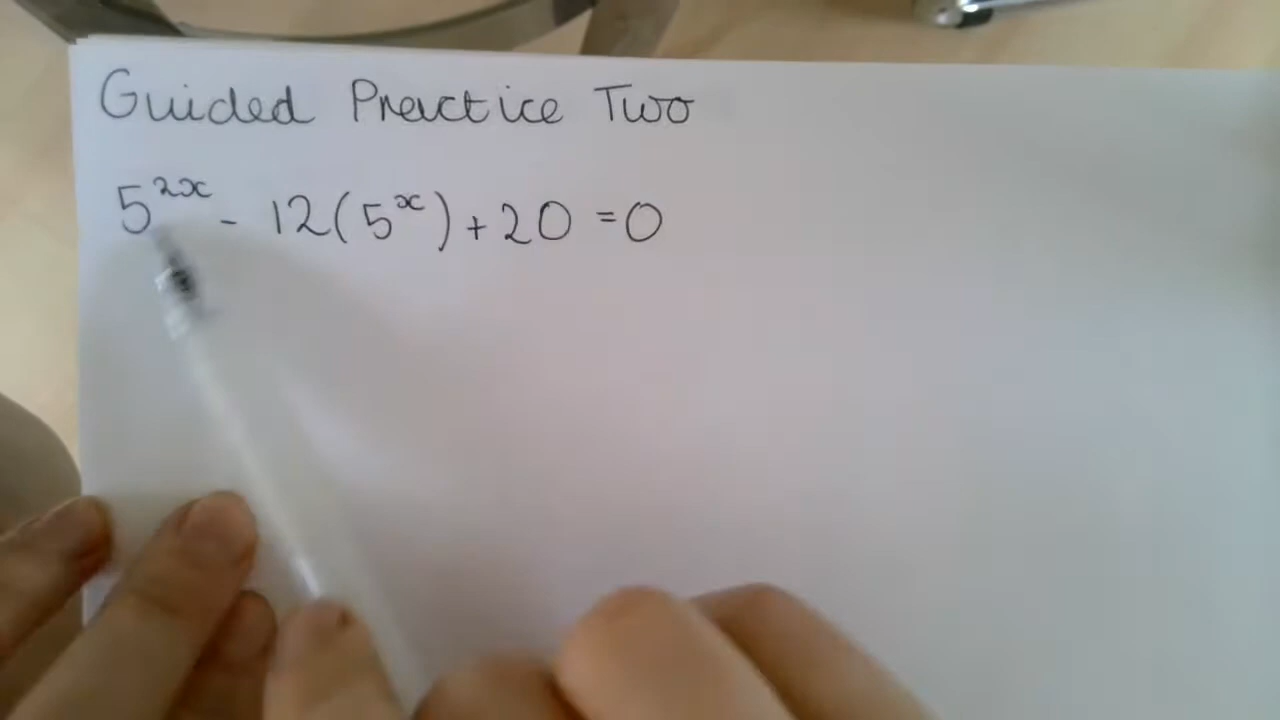 Guided Practice Two
5^{2x} - 12(5^x) + 20 = 0